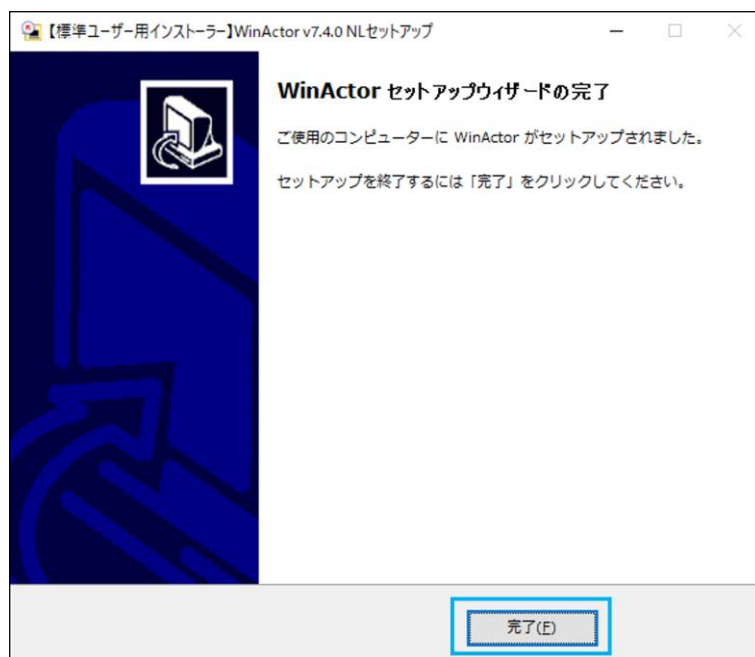 【標準ユーザー用インストーラー】WinActor v7.4.0 NLセットアップ
WinActor セットアップウィザードの完了
ご使用のコンピューターに WinActor がセットアップされました。
セットアップを終了するには「完了」をクリックしてください。
完了(F)